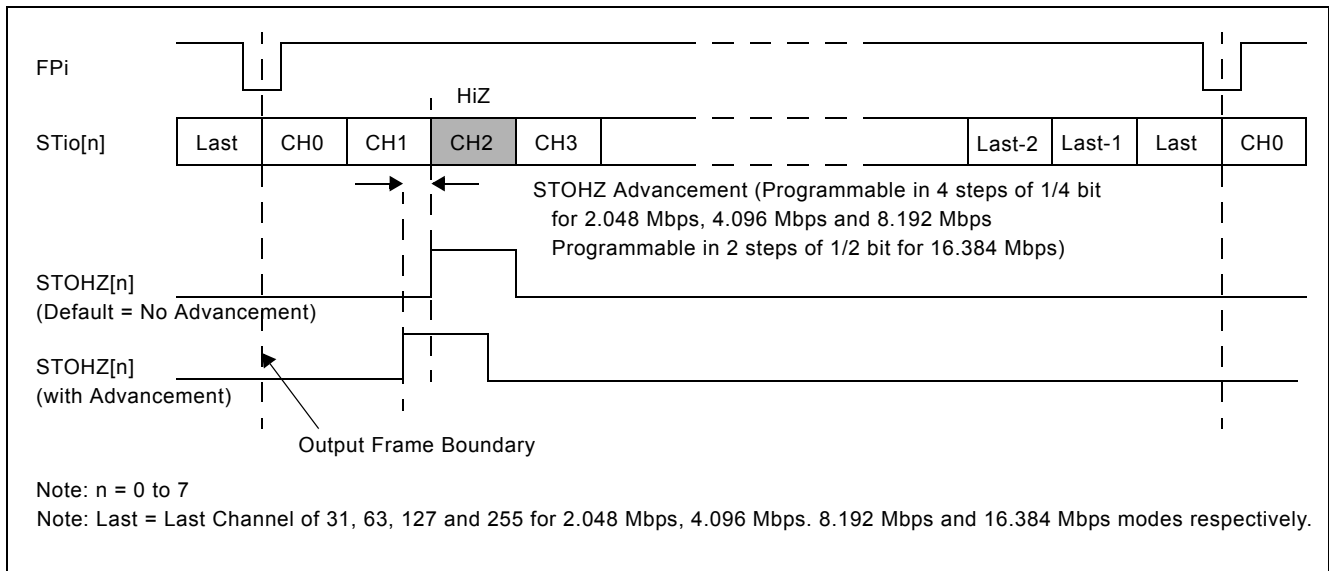 FPi
HiZ
STio[n]
Last CH0 CH1 CH2 CH3 Last-2 Last-1 Last CH0
STOHZ Advancement (Programmable in 4 steps of 1/4 bit
for 2.048 Mbps, 4.096 Mbps and 8.192 Mbps
Programmable in 2 steps of 1/2 bit for 16.384 Mbps)
STOHZ[n]
(Default = No Advancement)
STOHZ[n]
(with Advancement)
Output Frame Boundary
Note: n = 0 to 7
Note: Last = Last Channel of 31, 63, 127 and 255 for 2.048 Mbps, 4.096 Mbps. 8.192 Mbps and 16.384 Mbps modes respectively.